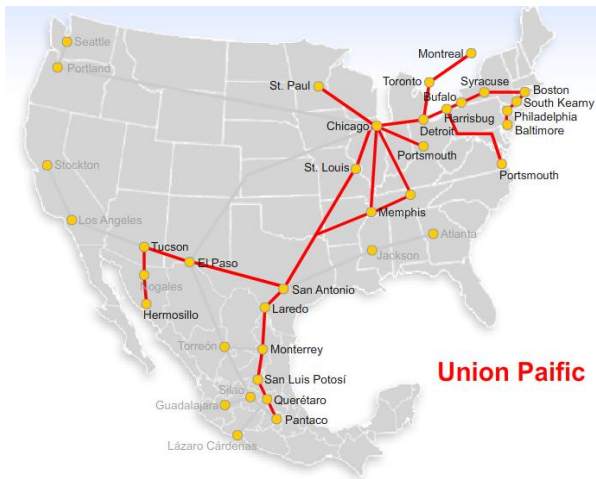 Seattle
Portland
Montreal
St. Paul
Toronto
Syracuse
Bufalo
Boston
South Kearny
Chicago
Harrisbug
Philadelphia
Detroit
Baltimore
Portsmouth
St. Louis
Portsmouth
Stockton
Memphis
Los Angeles
Atlanta
Tucson
Jackson
El Paso
Nogales
San Antonio
Hermosillo
Laredo
Torreón
Monterrey
Union Paific
San Luis Potosí
Silao
Querétaro
Guadalajara
Pantaco
Lázaro Cárdenas